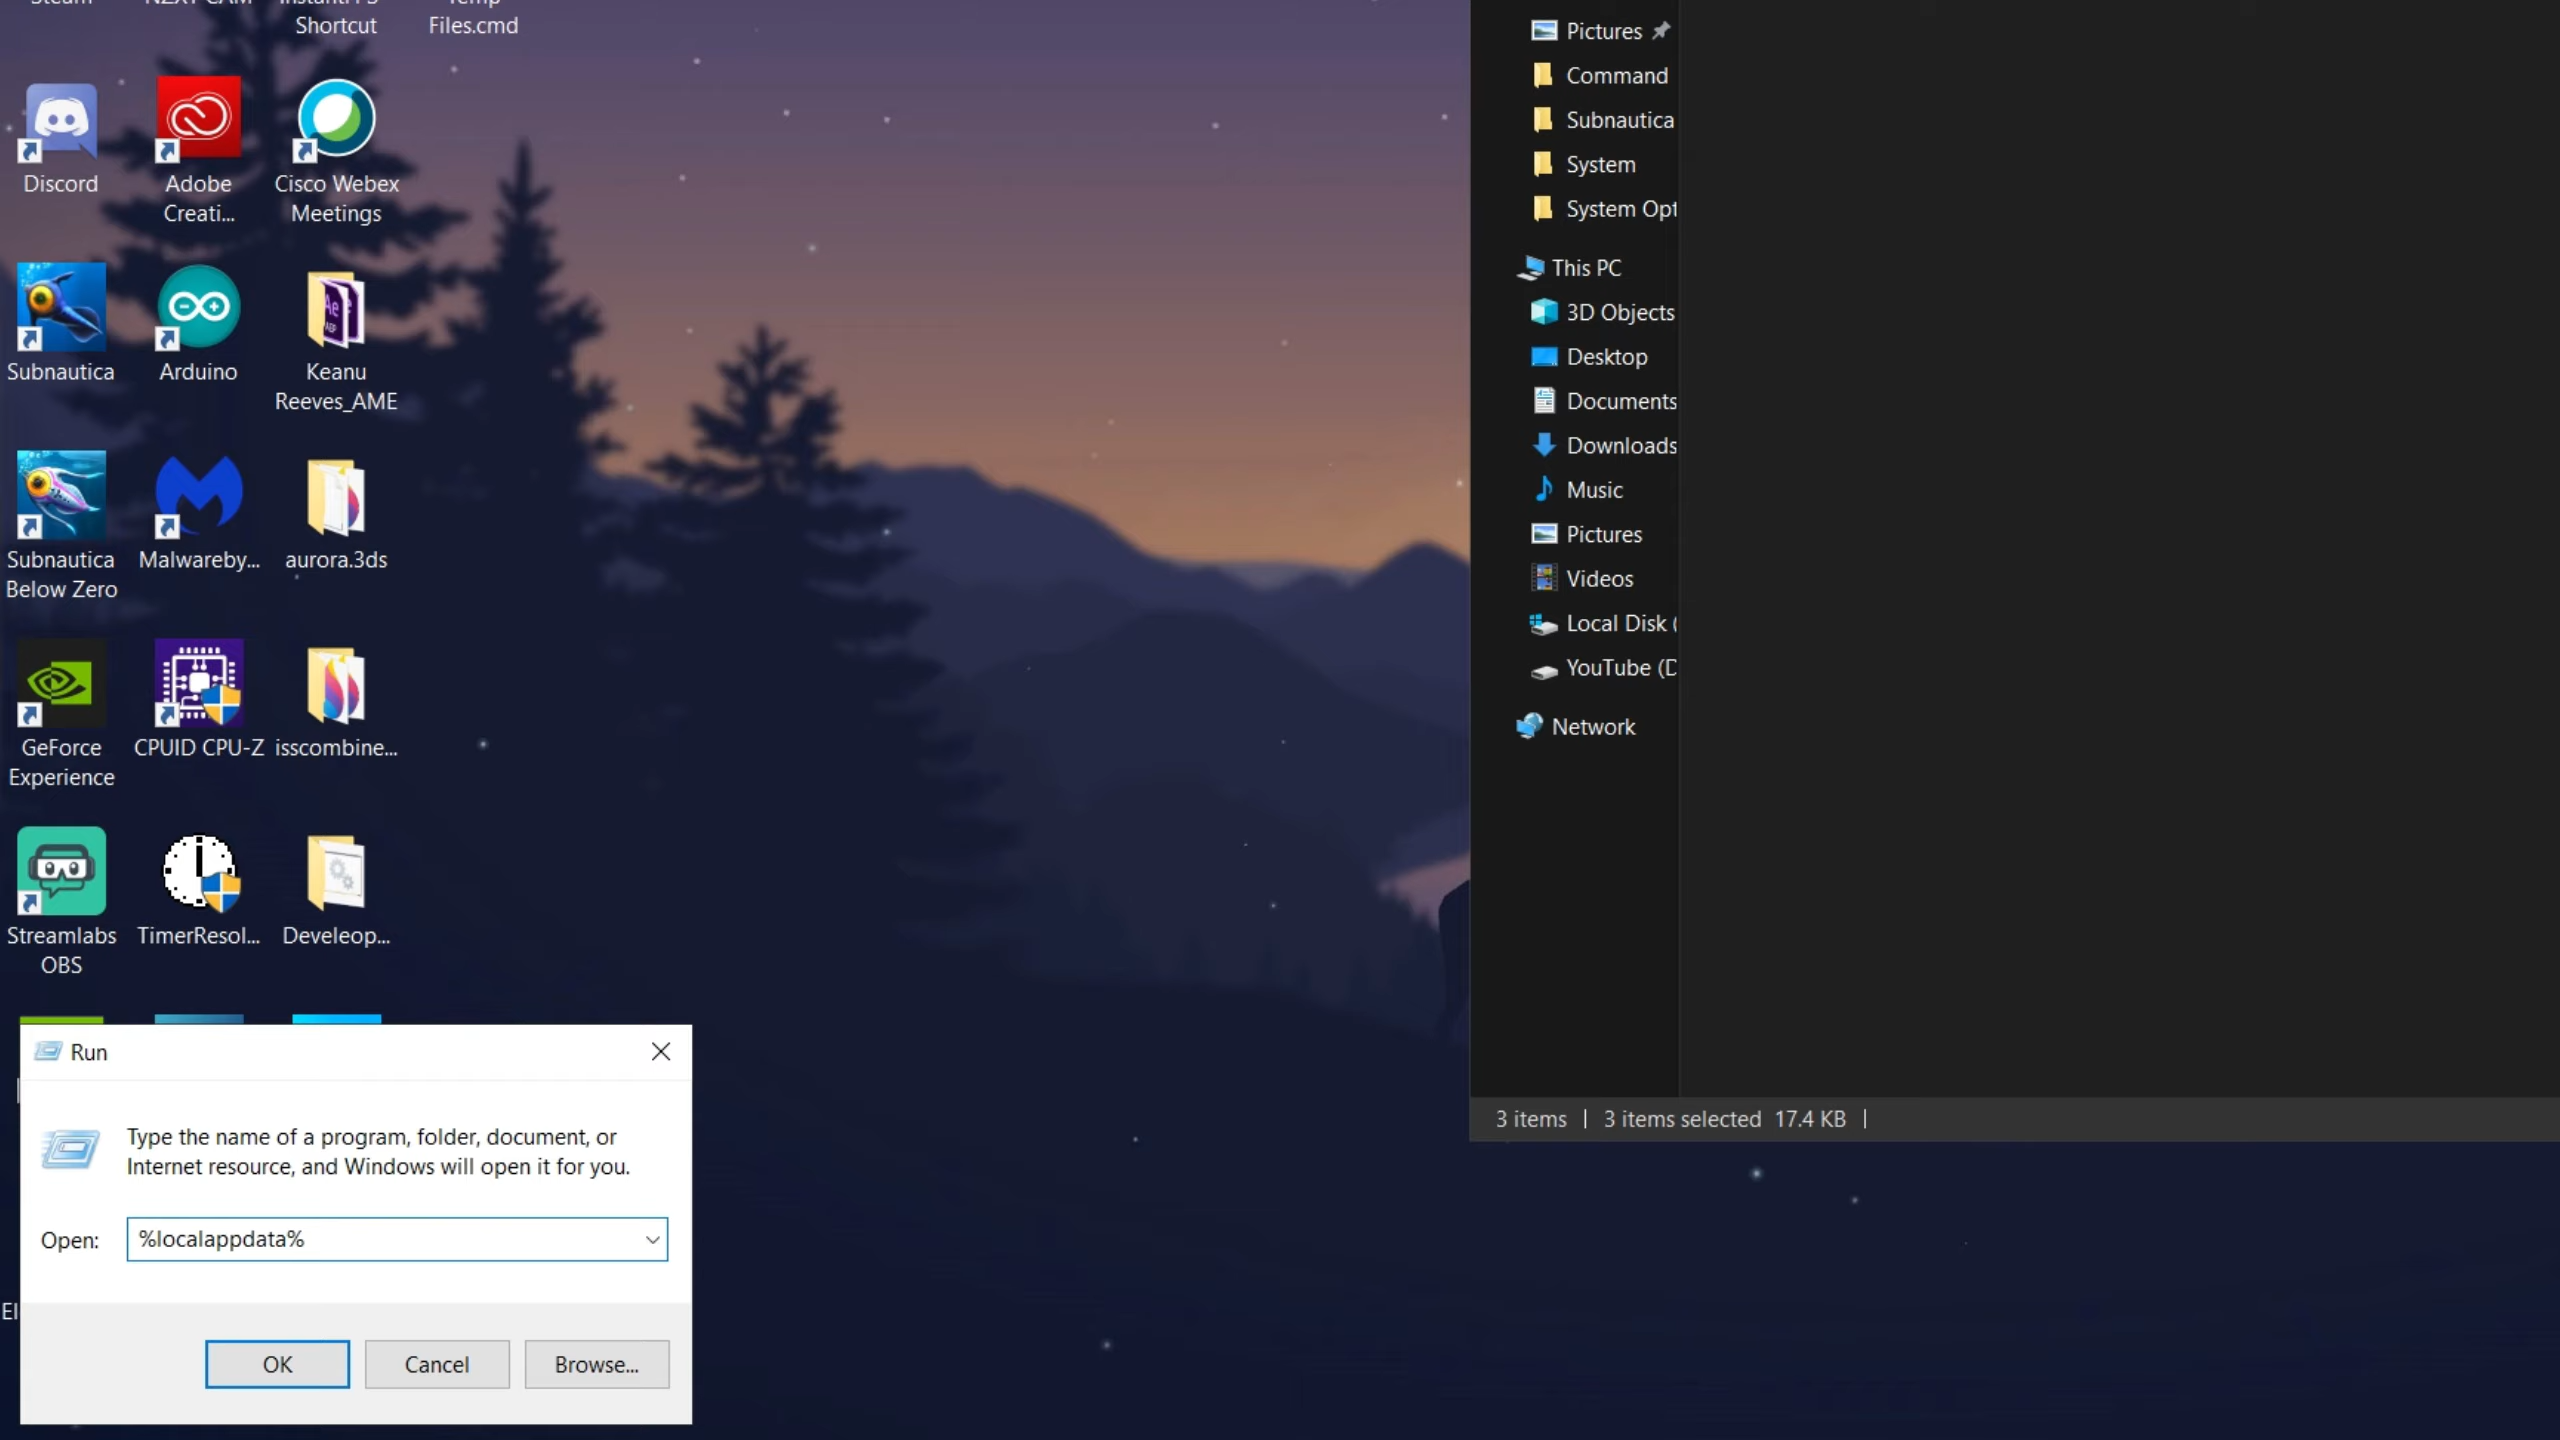 Shortcut
Files.cmd
Discord
Adobe
Creati...
Cisco Webex
Meetings
Subnautica
Arduino
Keanu
Reeves_AME
Subnautica
Below Zero
Malwareby...
aurora.3ds
GeForce
Experience
CPUID CPU-Z
isscombine...
Streamlabs
OBS
TimerResol...
Develeop...
Run
Type the name of a program, folder, document, or
Internet resource, and Windows will open it for you.
Open:
%localappdata%
OK
Cancel
Browse...
Pictures
Command
Subnautica
System
System Opt
This PC
3D Objects
Desktop
Documents
Downloads
Music
Pictures
Videos
Local Disk (
YouTube (D
Network
3 items
3 items selected 17.4 KB